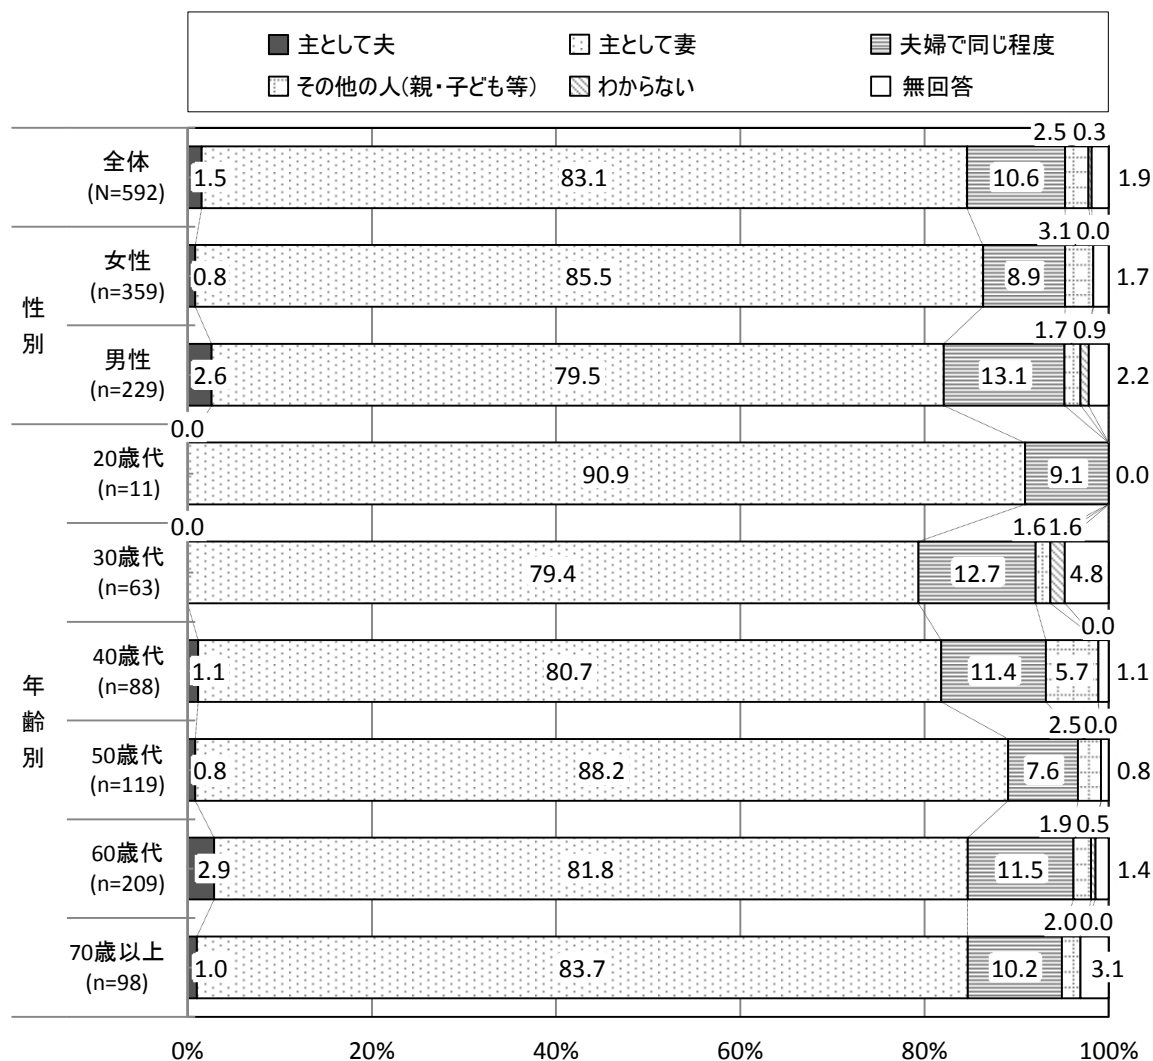 主として夫 主として妻 夫婦で同じ程度
その他の人(親・子ども等) わからない 無回答
2.5 0.3
全体
(N=592)
1.5 83.1 10.6 1.9
3.1 0.0
女性
(n=359)
0.8 85.5 8.9 1.7
性別
1.7 0.9
男性
(n=229)
2.6 79.5 13.1 2.2
0.0
20歳代
(n=11)
90.9 9.1 0.0
0.0 1.6 1.6
30歳代
(n=63)
79.4 12.7 4.8
0.0
40歳代
(n=88)
1.1 80.7 11.4 5.7 1.1
年齢別
2.5 0.0
50歳代
(n=119)
0.8 88.2 7.6 0.8
1.9 0.5
60歳代
(n=209)
2.9 81.8 11.5 1.4
2.0 0.0
70歳以上
(n=98)
1.0 83.7 10.2 3.1
0% 20% 40% 60% 80% 100%